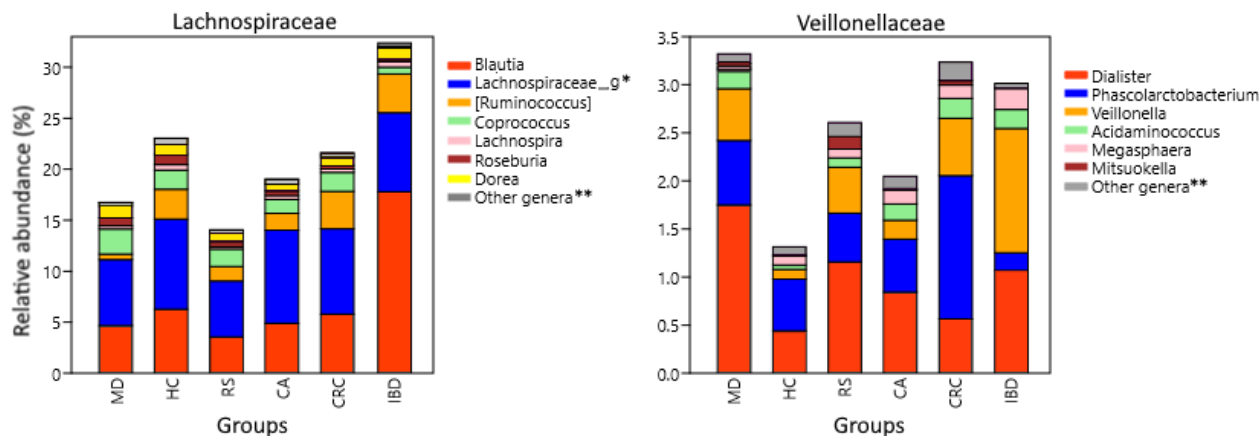 Lachnospiraceae
Relative abundance (%)
30
25
20
15
10
5
0
MD
HC
RS
CA
CRC
IBD
Groups
Blautia
Lachnospiraceae_g*
[Ruminococcus]
Coprococcus
Lachnospira
Roseburia
Dorea
Other genera**
Veillonellaceae
3.5
3.0
2.5
2.0
1.5
1.0
0.5
0.0
MD
HC
RS
CA
CRC
IBD
Groups
Dialister
Phascolarctobacterium
Veillonella
Acidaminococcus
Megasphaera
Mitsuokella
Other genera**